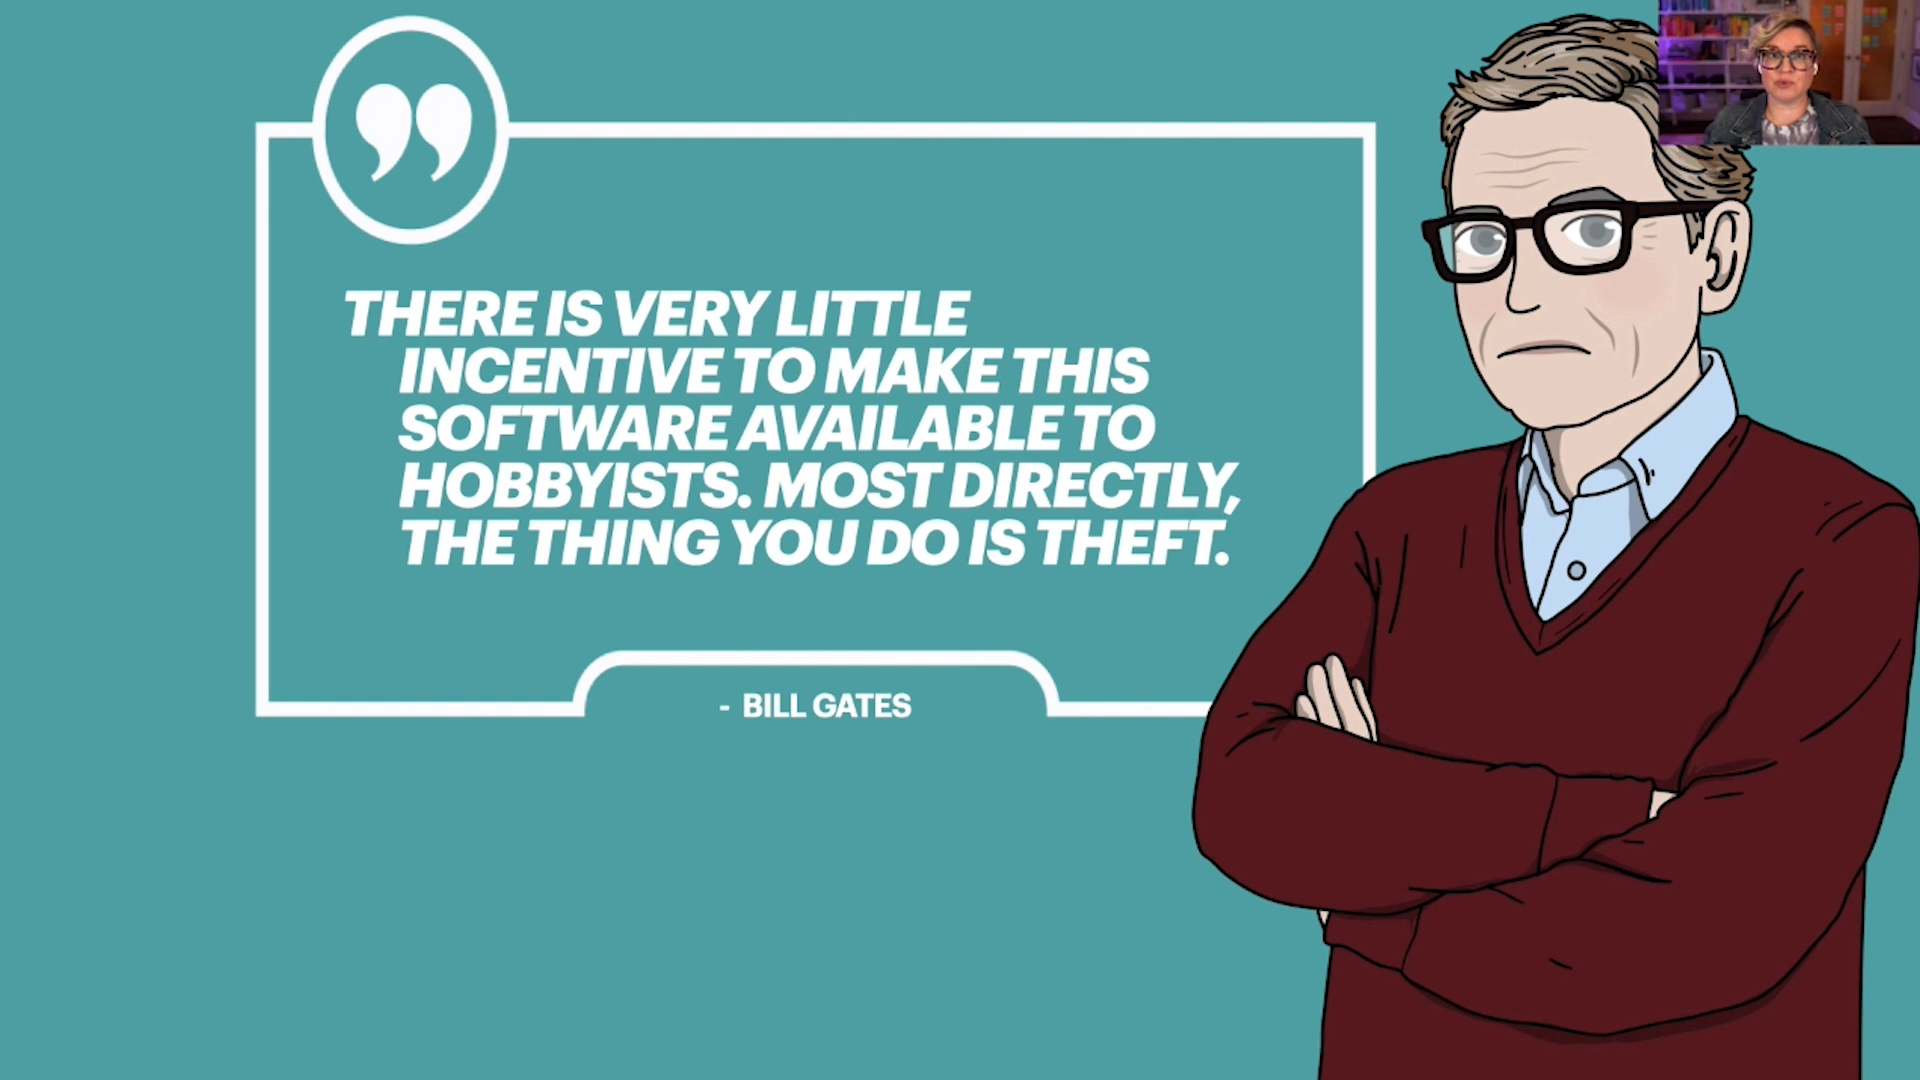 THERE IS VERY LITTLE
INCENTIVE TO MAKE THIS
SOFTWARE AVAILABLE TO
HOBBYISTS. MOST DIRECTLY,
THE THING YOU DO IS THEFT.
- BILL GATES